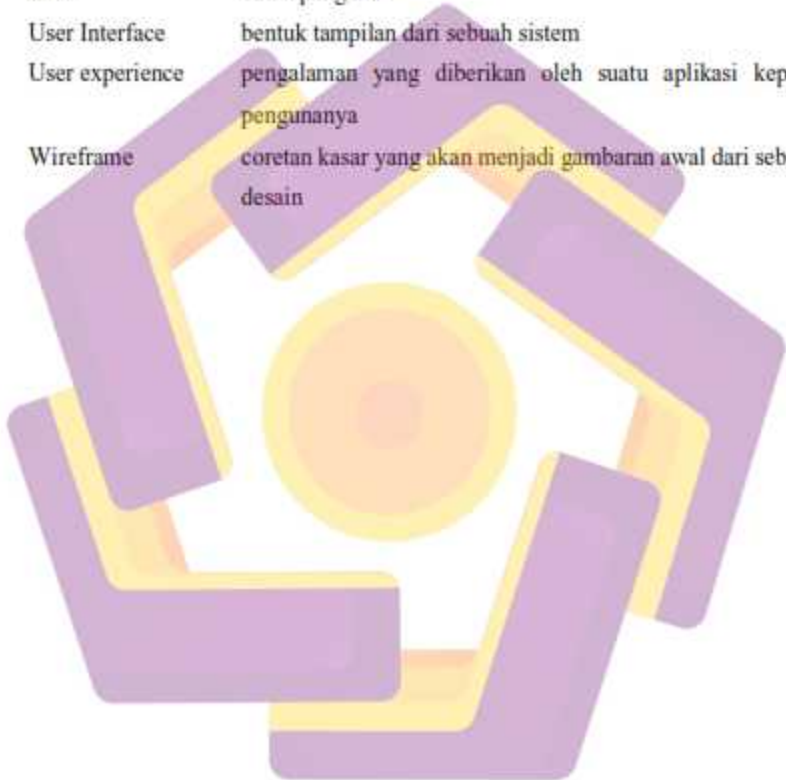 User Interface bentuk tampilan dari sebuah sistem
User experience pengalaman yang diberikan oleh suatu aplikasi kep
pengunanya
Wireframe coretan kasar yang akan menjadi gambaran awal dari seb
desain